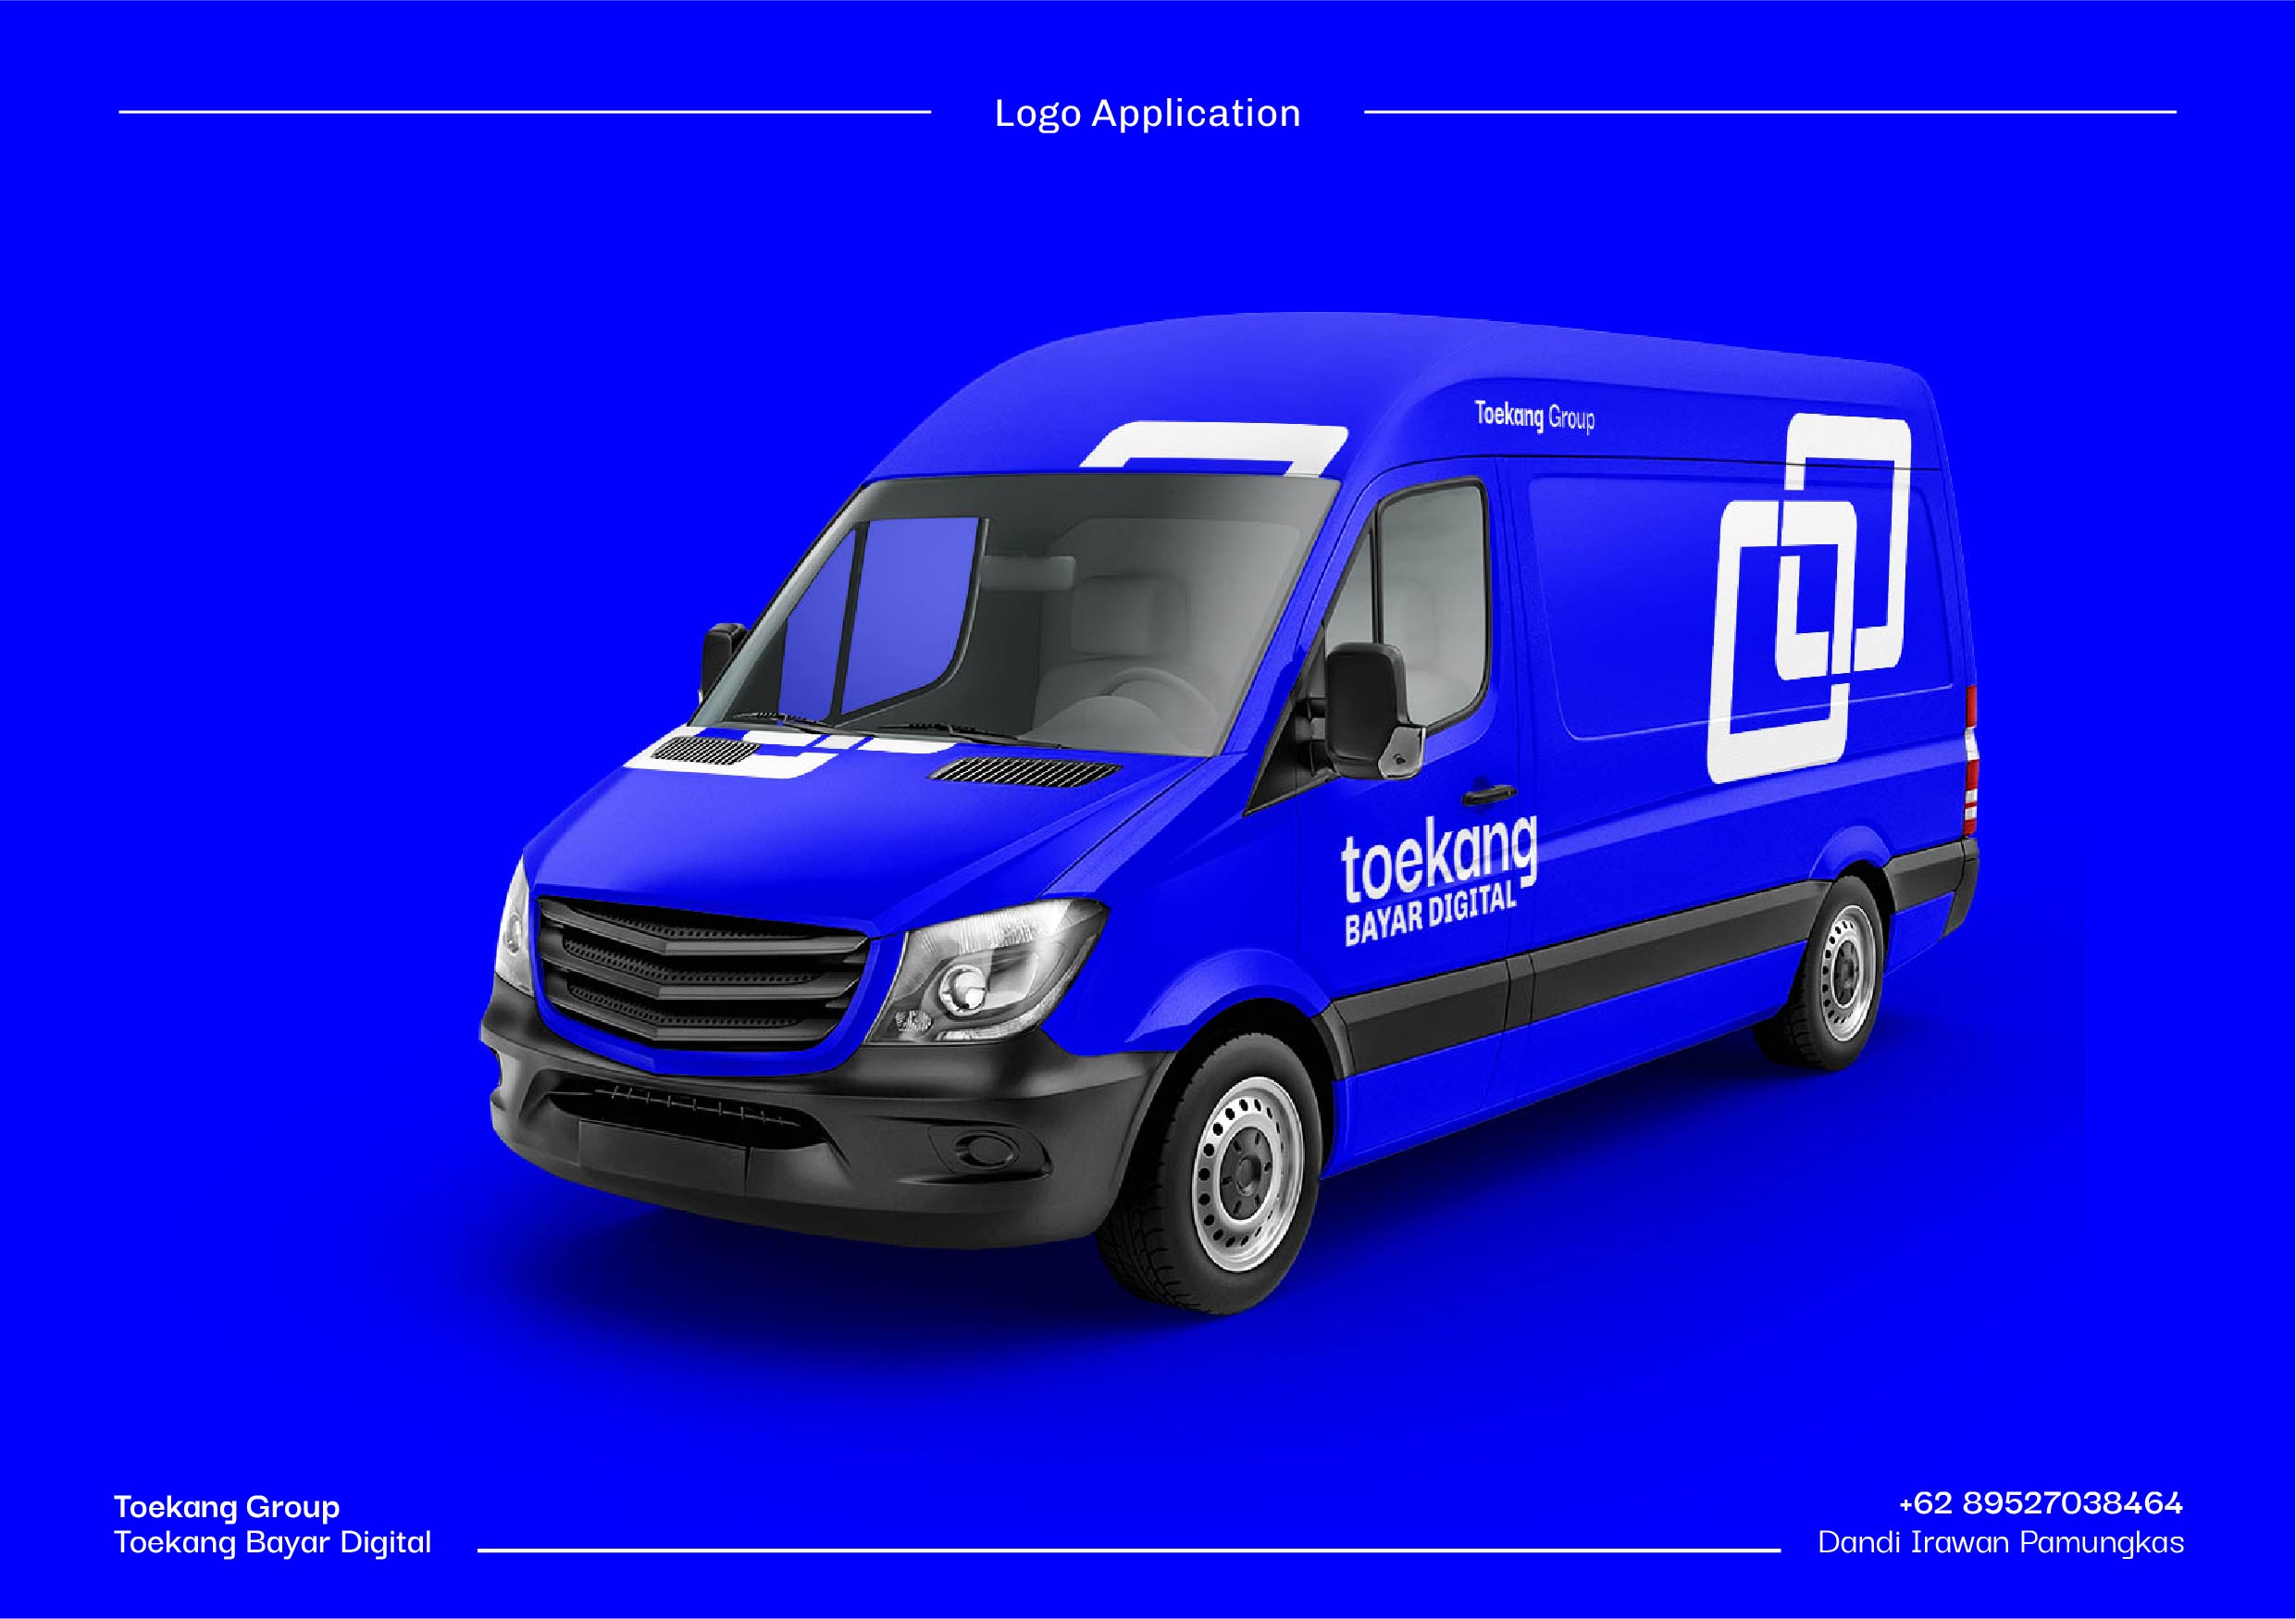 Logo Application
Toekang Group
toekang
BAYAR DIGITAL
Toekang Group
Toekang Bayar Digital
+62 89527038464
Dandi Irawan Pamungkas